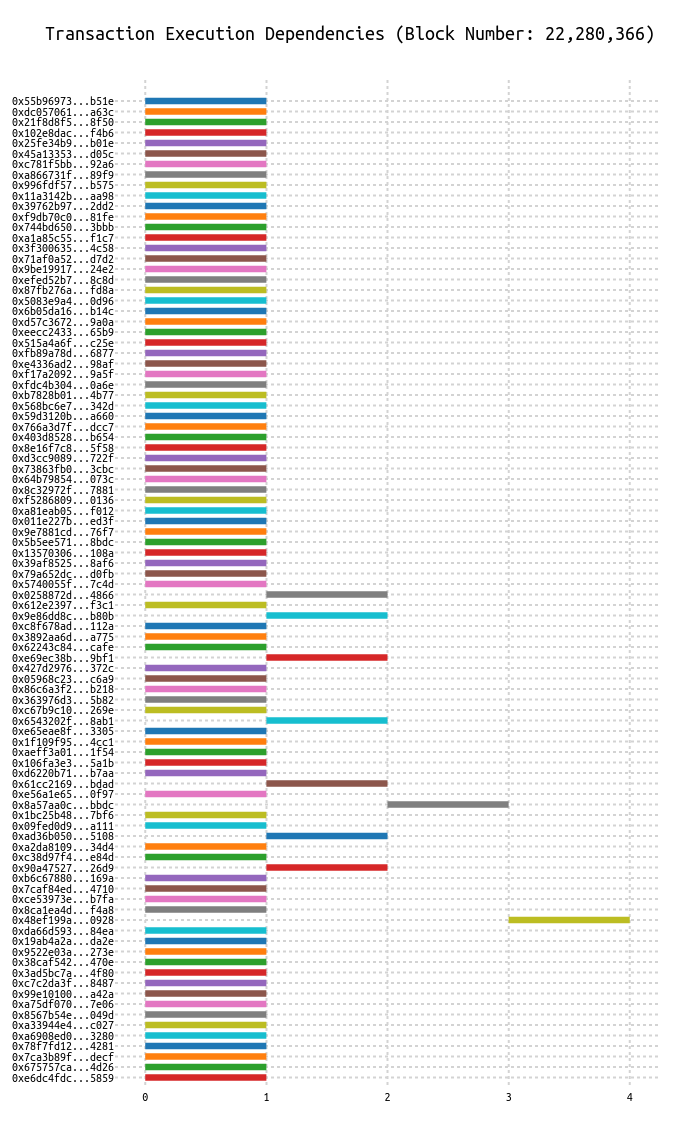 Transaction Execution Dependencies (Block Number: 22,280,366)
0x55b96973...b51e
0xdc057061...a63c
0x21f8d8f5...8f50
0x102e8dac...f4b6
0x25fe34b9...b01e
0x45a13353...d05c
0xc781f5bb...92a6
0xa866731f...89f9
0x996fdf57...b575
0x11a3142b...aa98
0x39762b97...2dd2
0xf9db70c0...81fe
0x744bd650...3bbb
0xa1a85c55...f1c7
0x3f300635...4c58
0x71af0a52...d7d2
0x9be19917...24e2
0xefed52b7...8c8d
0x87fb276a...fd8a
0x5083e9a4...0d96
0x6b05da16...b14c
0xd57c3672...9a0a
0xeecc2433...65b9
0x515a4a6f...c25e
0xfb89a78d...6877
0xe4336ad2...98af
0xf17a2092...9a5f
0xfdc4b304...0a6e
0xb7828b01...4b77
0x568bc6e7...342d
0x59d3120b...a660
0x766a3d7f...dcc7
0x403d8528...b654
0x8e16f7c8...5f58
0xd3cc9089...722f
0x73863fb0...3cbc
0x64b79854...073c
0x8c32972f...7881
0xf5286809...0136
0xa81eab05...f012
0x011e227b...ed3f
0x9e7881cd...76f7
0x5b5ee571...8bdc
0x13570306...108a
0x39af8525...8af6
0x79a652dc...d0fb
0x5740055f...7c4d
0x0258872d...4866
0x612e2397...f3c1
0x9e86dd8c...b80b
0xc8f678ad...112a
0x3892aa6d...a775
0x62243c84...cafe
0xe69ec38b...9bf1
0x427d2976...372c
0x05968c23...c6a9
0x86c6a3f2...b218
0x363976d3...5b82
0xc67b9c10...269e
0x6543202f...8ab1
0xe65eae8f...3305
0x1f109f95...4cc1
0xaeff3a01...1f54
0x106fa3e3...5a1b
0xd6220b71...b7aa
0x61cc2169...bdad
0xe56a1e65...0f97
0x8a57aa0c...bbdc
0x1bc25b48...7bf6
0x09fed0d9...a111
0xad36b050...5108
0xa2da8109...34d4
0xc38d97f4...e84d
0x90a47527...26d9
0xb6c67880...169a
0x7caf84ed...4710
0xce53973e...b7fa
0x8ca1ea4d...f4a8
0x48ef199a...0928
0xda66d593...84ea
0x19ab4a2a...da2e
0x9522e03a...273e
0x38caf542...470e
0x3ad5bc7a...4f80
0xc7c2da3f...8487
0x99e10100...a42a
0xa75df070...7e06
0x8567b54e...049d
0xa33944e4...c027
0xa6908ed0...3280
0x78f7fd12...4281
0x7ca3b89f...decf
0x675757ca...4d26
0xe6dc4fdc...5859
0 1 2 3 4